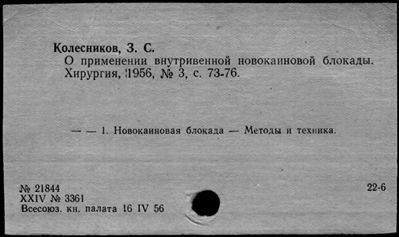 Колесников, З. С.
О применении внутривенной новокаиновой блокады.
Хирургия, 1956, № 3, с. 73-76.
— — 1. Новокаиновая блокада — Методы и техника.
№ 21844
22-6
XXIV № 3361
Всесоюз. кн. палата 16 IV 56